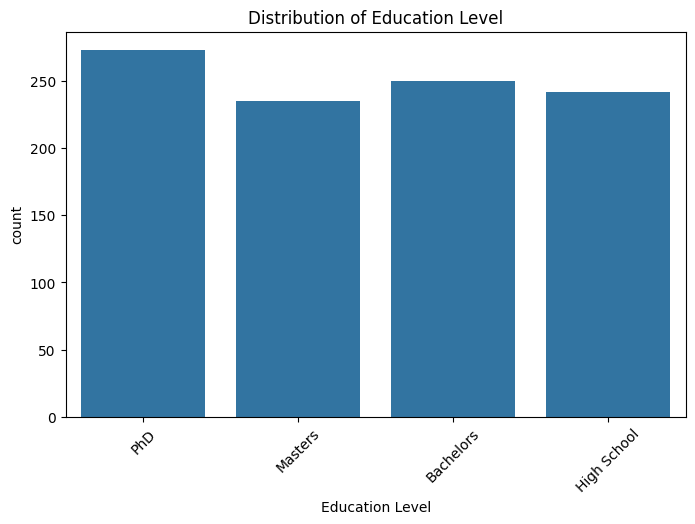 Distribution of Education Level
count
250
200
150
100
50
0
PhD
Masters
Bachelors
High School
Education Level